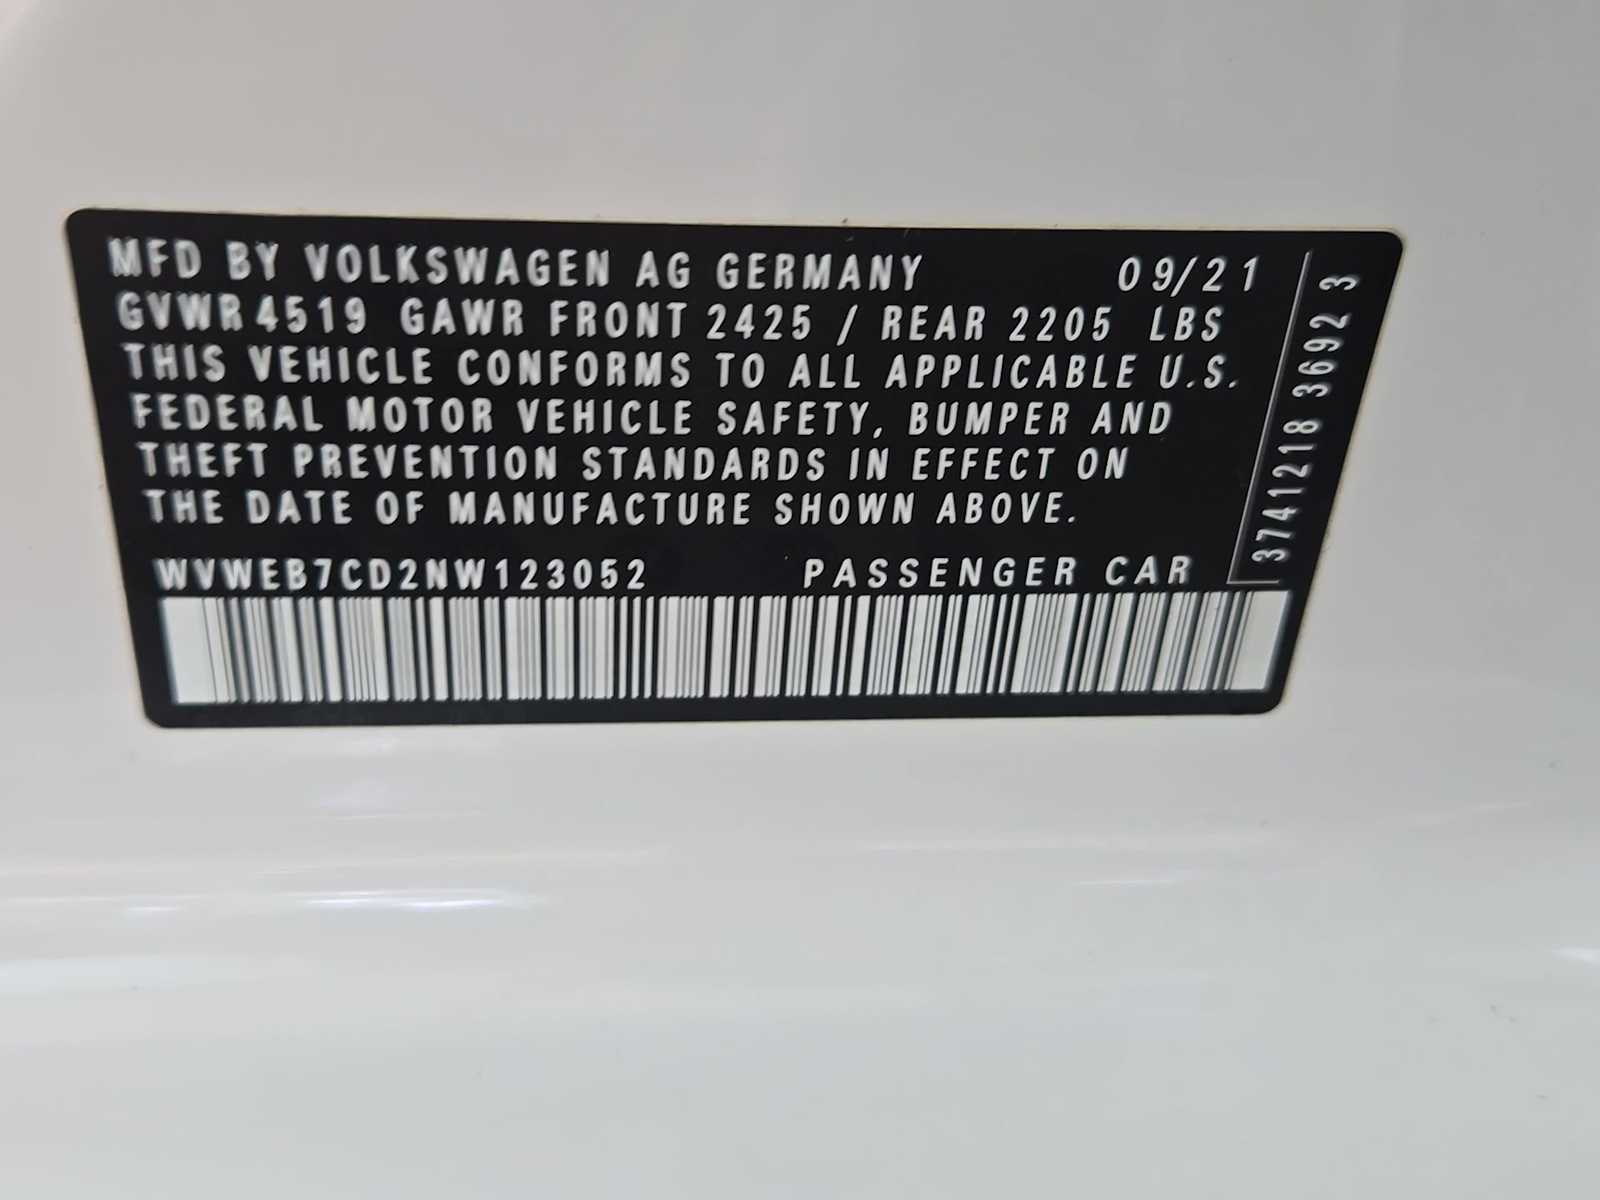 MFD BY VOLKSWAGEN AG GERMANY 09/21
GVWR 4519 GAWR FRONT 2425 / REAR 2205 LBS
THIS VEHICLE CONFORMS TO ALL APPLICABLE U.S.
FEDERAL MOTOR VEHICLE SAFETY, BUMPER AND
THEFT PREVENTION STANDARDS IN EFFECT ON
THE DATE OF MANUFACTURE SHOWN ABOVE.
WVWEB7CD2NW123052 PASSENGER CAR
3741218 3692 3